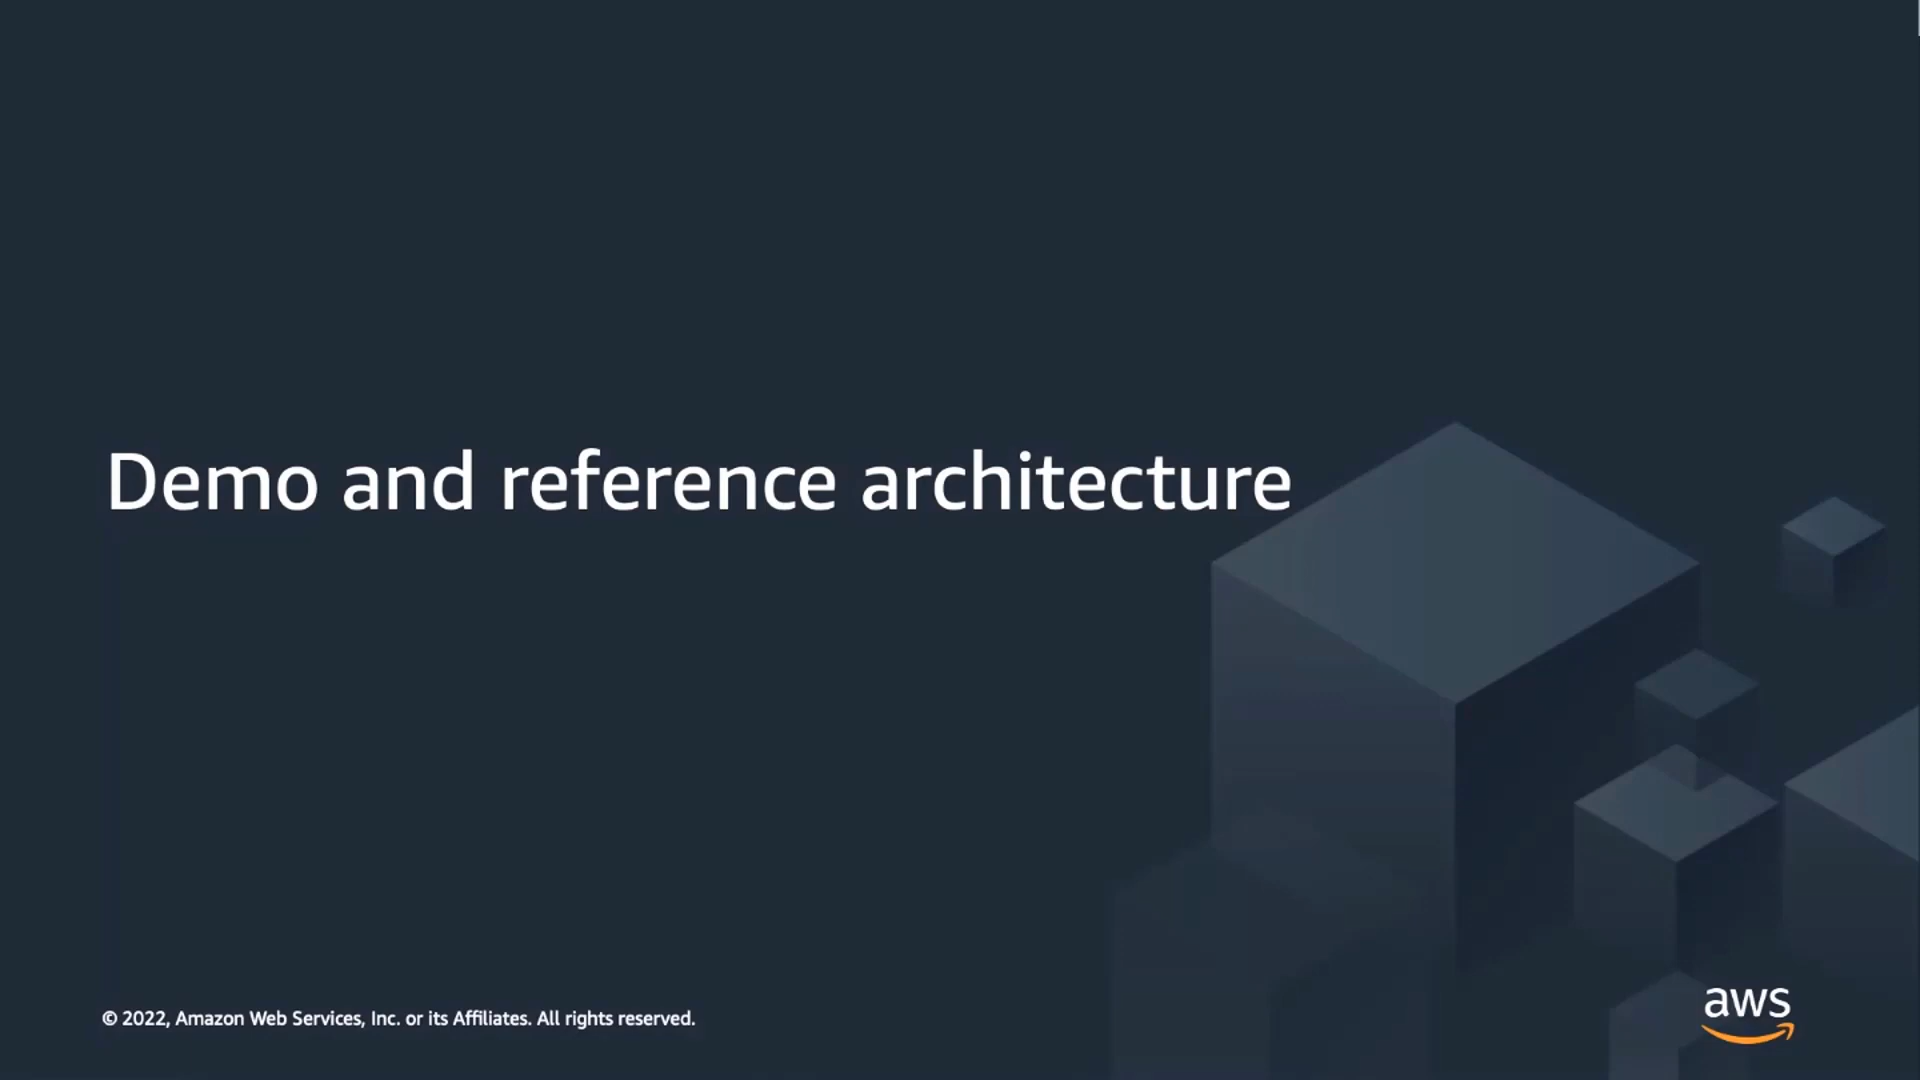 Demo and reference architecture
© 2022, Amazon Web Services, Inc. or its Affiliates. All rights reserved.
aws